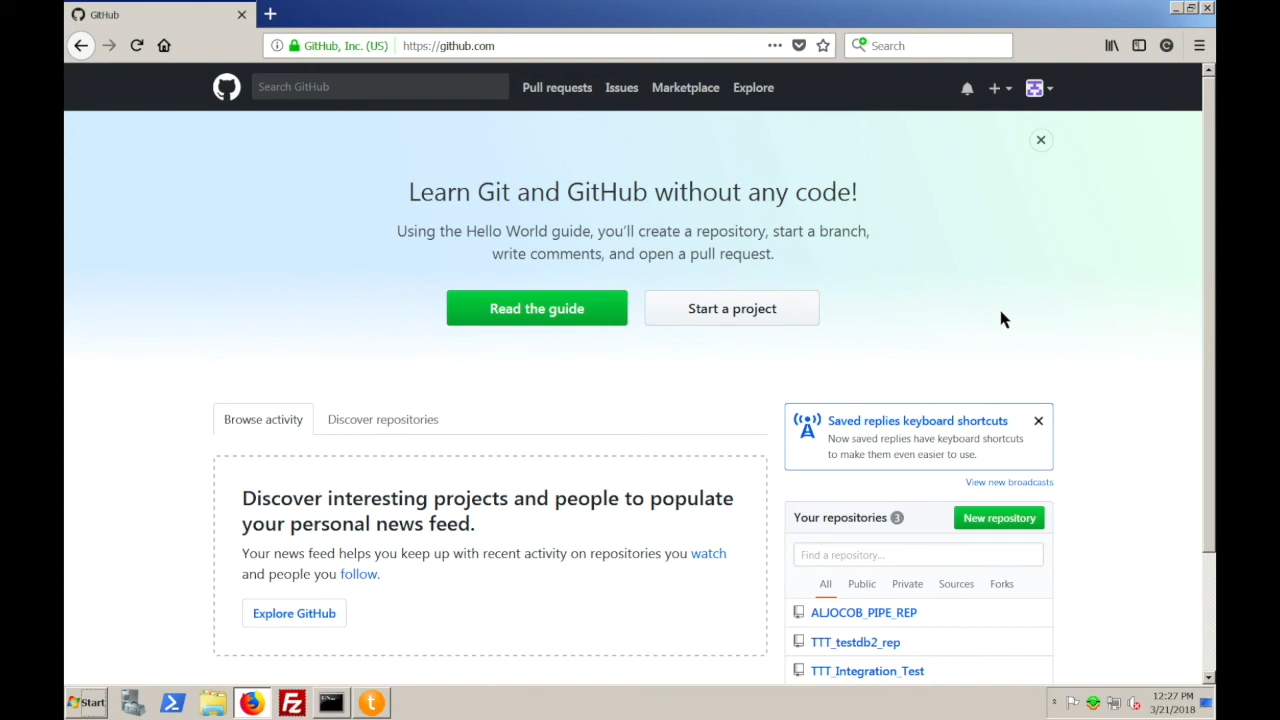 GitHub
GitHub, Inc. (US)
https://github.com
Search
Search GitHub
Pull requests
Issues
Marketplace
Explore
Learn Git and GitHub without any code!
Using the Hello World guide, you’ll create a repository, start a branch,
write comments, and open a pull request.
Read the guide
Start a project
Browse activity
Discover repositories
Discover interesting projects and people to populate
your personal news feed.
Your news feed helps you keep up with recent activity on repositories you watch
and people you follow.
Explore GitHub
Saved replies keyboard shortcuts
Now saved replies have keyboard shortcuts
to make them even easier to use.
View new broadcasts
Your repositories 3
New repository
Find a repository...
All
Public
Private
Sources
Forks
ALJOCOB_PIPE_REP
TTT_testdb2_rep
TTT_Integration_Test
Start
12:27 PM
3/21/2018